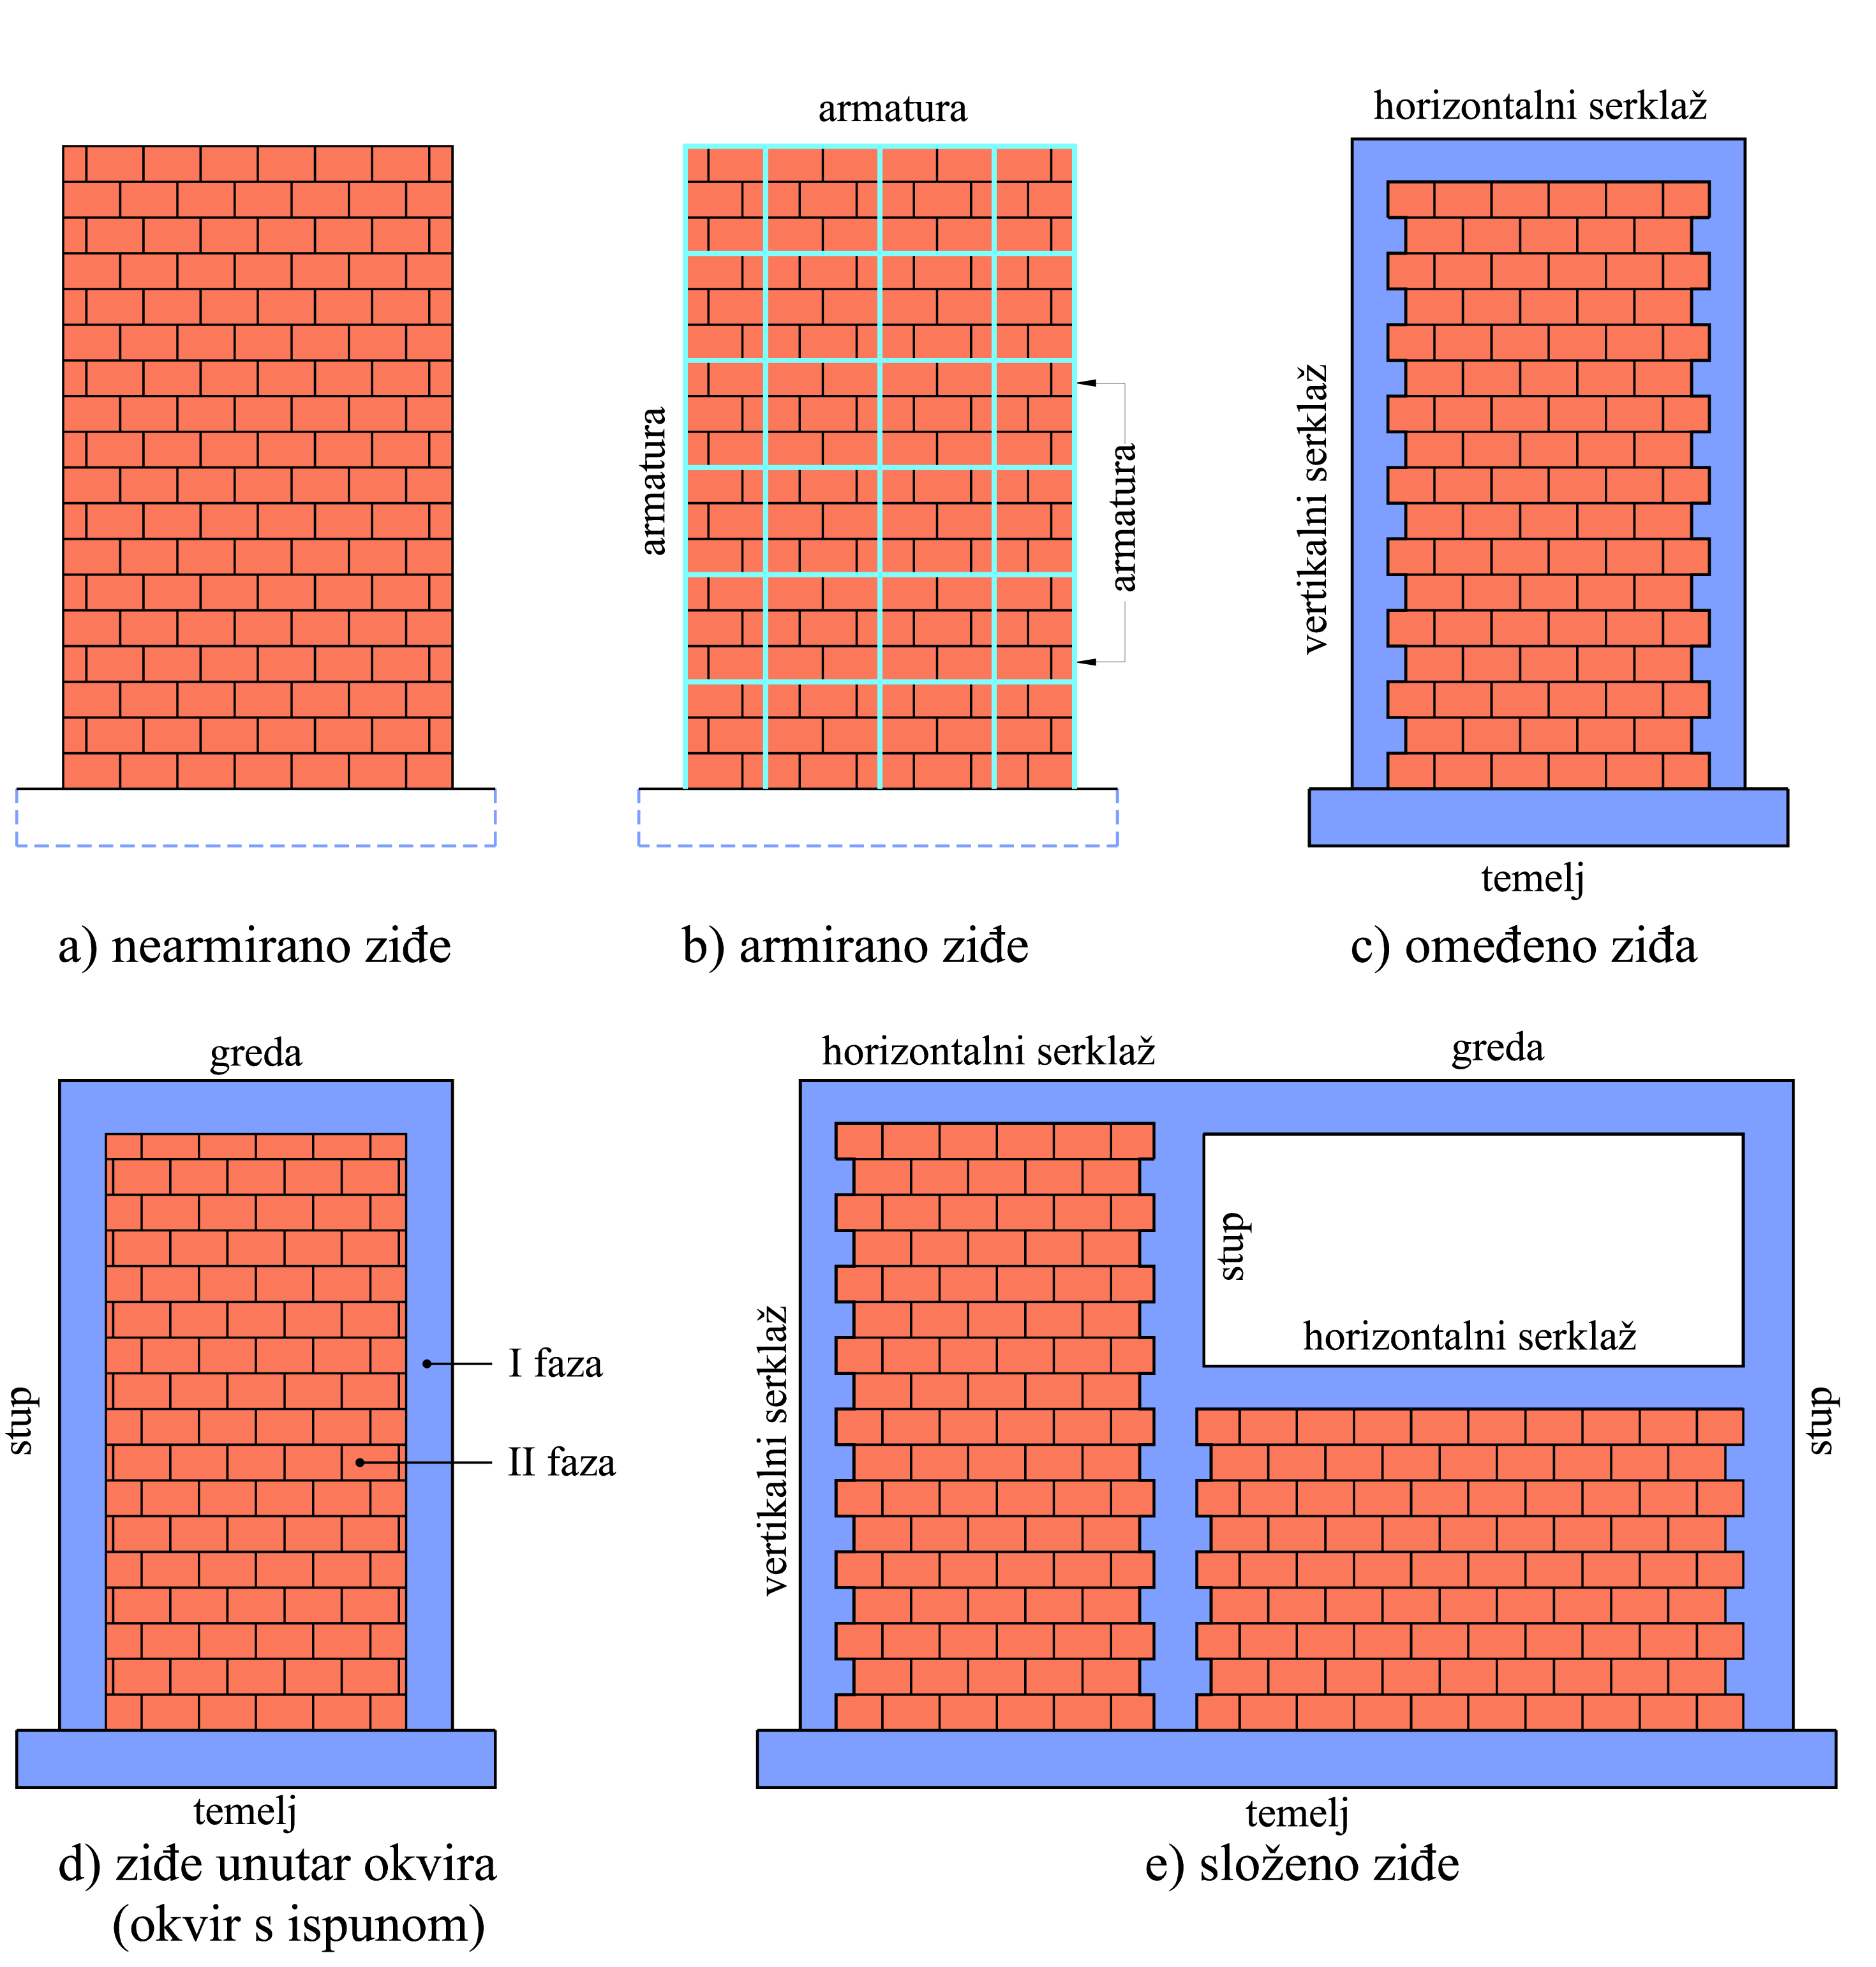 armatura
horizontalni serklaž
armatura
armatura
vertikalni serklaž
temelj
a) nearmirano ziđe
b) armirano ziđe
c) omeđeno ziđa
greda
horizontalni serklaž
greda
stup
I faza
II faza
vertikalni serklaž
stup
horizontalni serklaž
stup
temelj
temelj
d) ziđe unutar okvira
(okvir s ispunom)
e) složeno ziđe